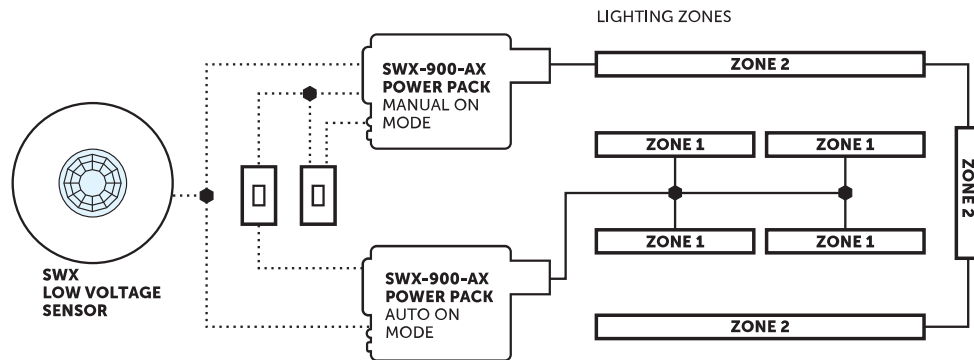 LIGHTING ZONES
SWX-900-AX
POWER PACK
MANUAL ON
MODE
ZONE 2
ZONE 1
ZONE 1
ZONE 2
ZONE 1
ZONE 1
SWX
LOW VOLTAGE
SENSOR
SWX-900-AX
POWER PACK
AUTO ON
MODE
ZONE 2